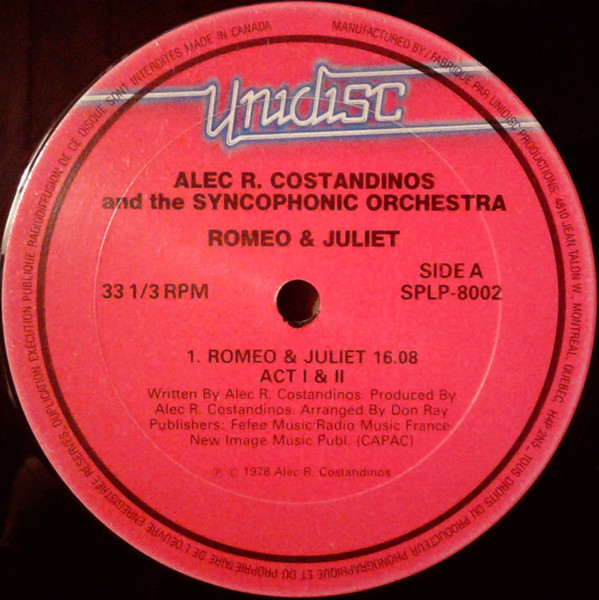 Unidisc
ALEC R. COSTANDINOS
and the SYNCOPHONIC ORCHESTRA
ROMEO & JULIET
33 1/3 RPM
SIDE A
SPLP-8002
1. ROMEO & JULIET 16.08
ACT I & II
Written By Alec R. Costandinos. Produced By
Alec R. Costandinos. Arranged By Don Ray
Publishers: Fefee Music/Radio Music France
New Image Music Publ. (CAPAC)
℗ © 1978 Alec R. Costandinos
MANUFACTURED BY / FABRIQUÉ PAR UNIDISC PRODUCTIONS, 4810 JEAN TALON W., MONTREAL, QUEBEC, H4P 2N5, TOUS DROITS DU PRODUCTEUR PHONOGRAPHIQUE ET DU PROPRIÉTAIRE DE L'OEUVRE ENREGISTRÉE RÉSERVÉS. DUPLICATION EXÉCUTION PUBLIQUE RADIODIFFUSION DE CE DISQUE SONT INTERDITES MADE IN CANADA